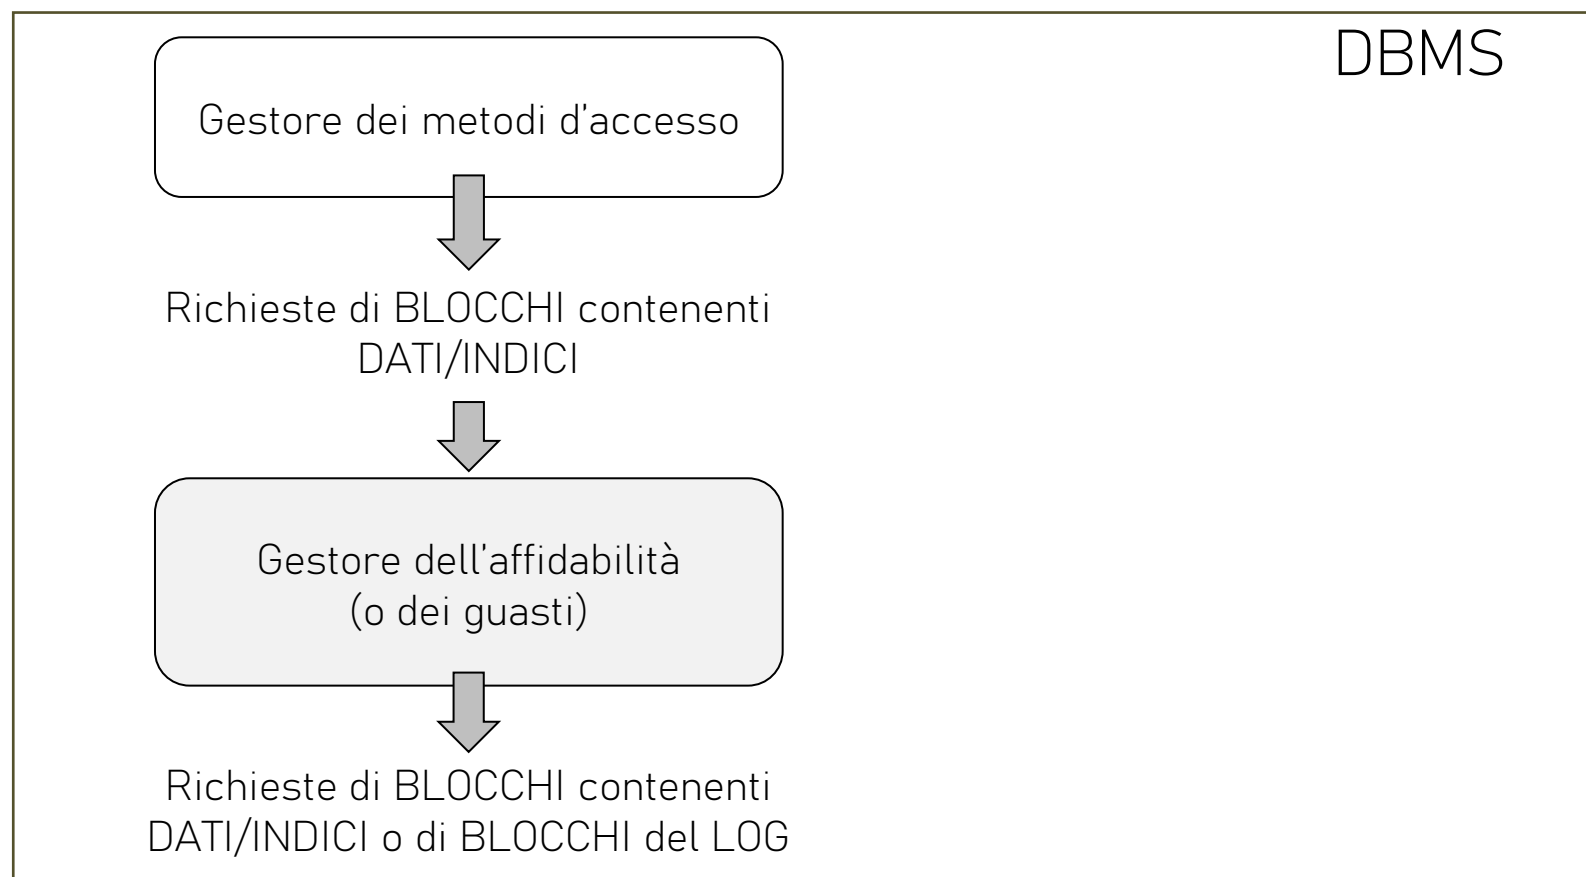 DBMS
Gestore dei metodi d'accesso
Richieste di BLOCCHI contenenti
DATI/INDICI
Gestore dell'affidabilità
(o dei guasti)
Richieste di BLOCCHI contenenti
DATI/INDICI o di BLOCCHI del LOG